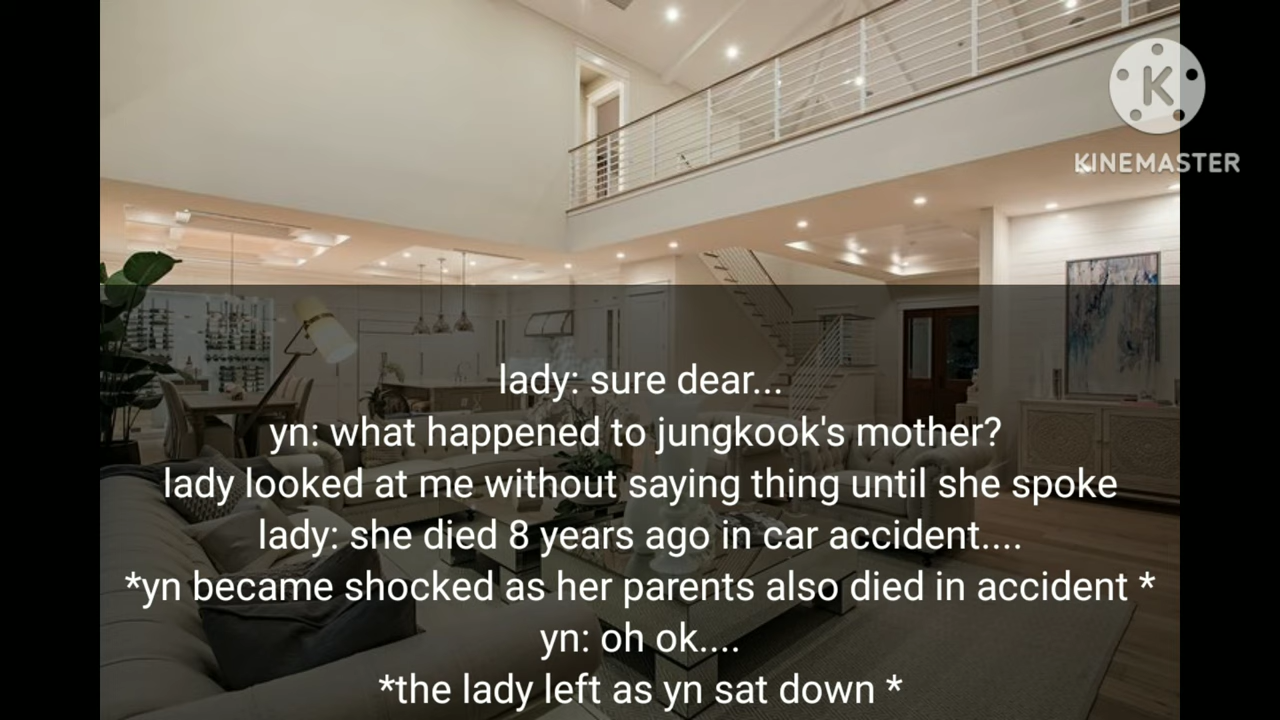 K
KINEMASTER
lady: sure dear...
yn: what happened to jungkook's mother?
lady looked at me without saying thing until she spoke
lady: she died 8 years ago in car accident....
*yn became shocked as her parents also died in accident *
yn: oh ok....
*the lady left as yn sat down *